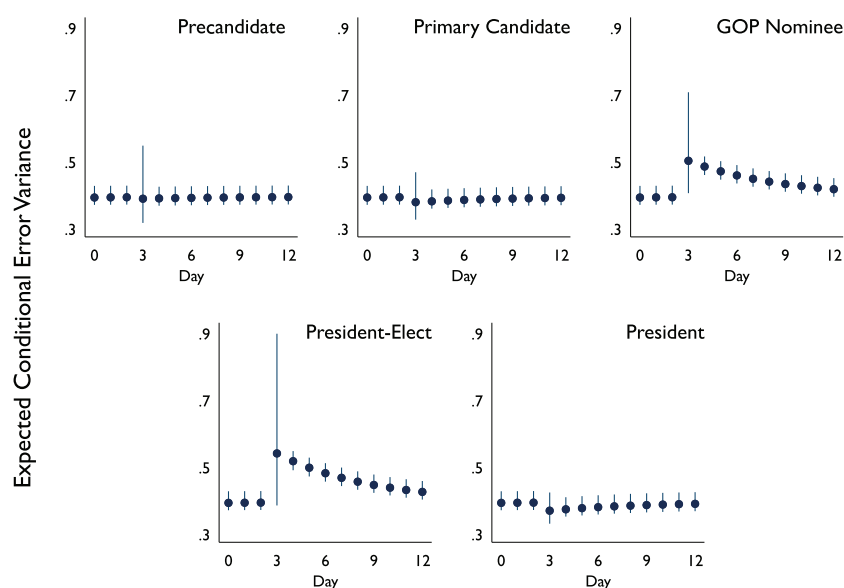 Expected Conditional Error Variance
Precandidate
.9
.7
.5
.3
0 3 6 9 12
Day
Primary Candidate
.9
.7
.5
.3
0 3 6 9 12
Day
GOP Nominee
.9
.7
.5
.3
0 3 6 9 12
Day
President-Elect
.9
.7
.5
.3
0 3 6 9 12
Day
President
.9
.7
.5
.3
0 3 6 9 12
Day